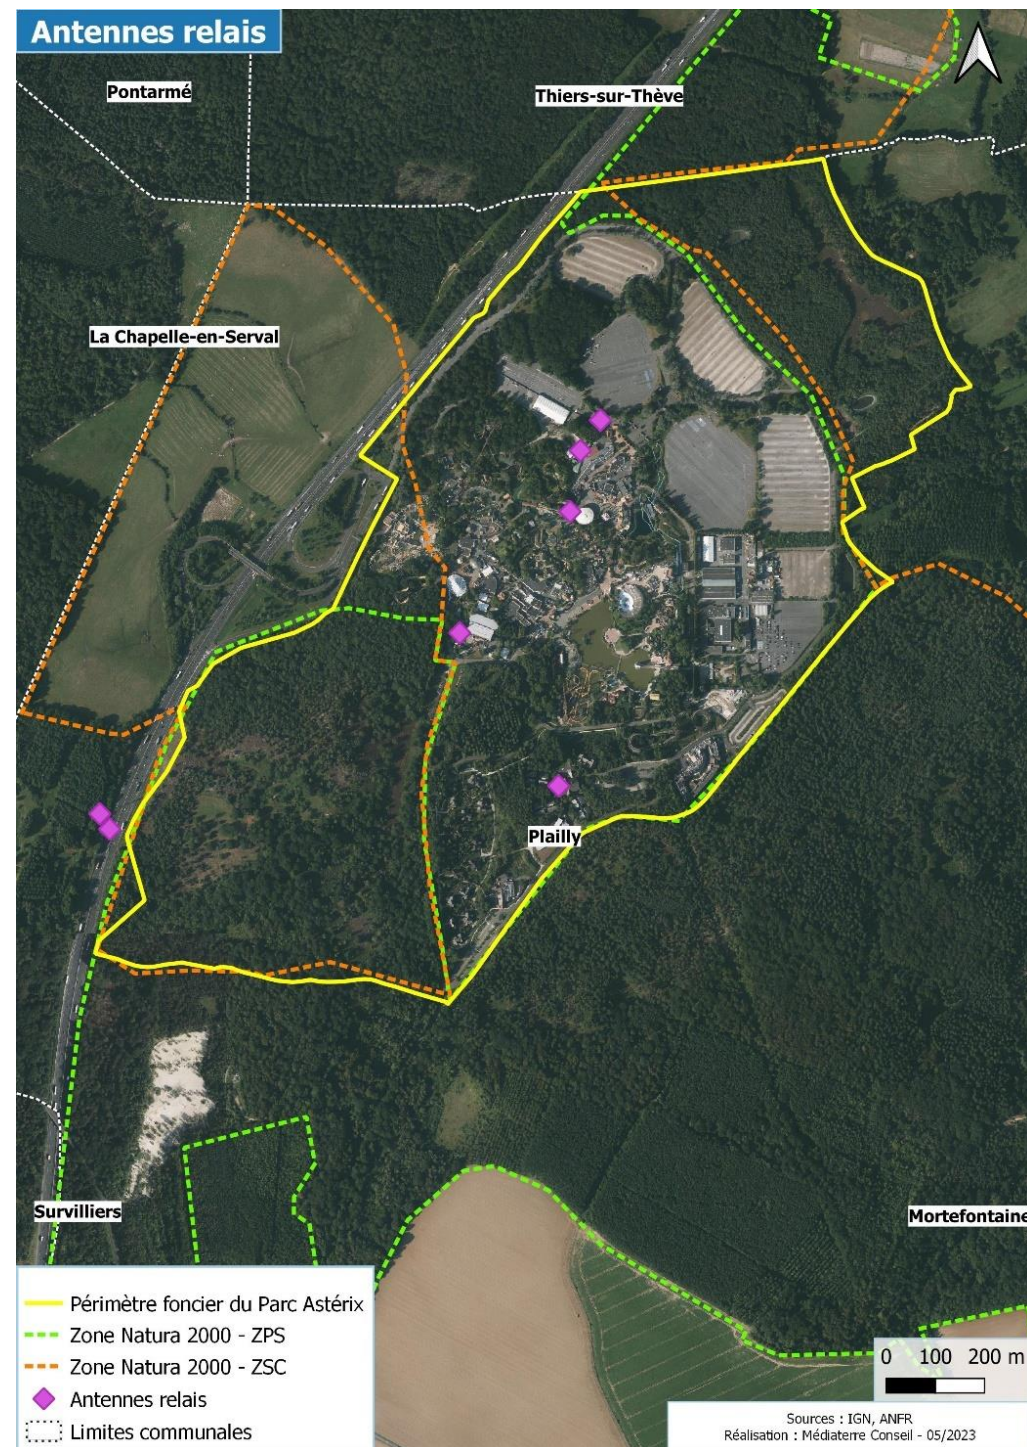 Antennes relais
Pontarmé
Thiers-sur-Thève
La Chapelle-en-Serval
Plailly
Survilliers
Mortefontaine
Périmètre foncier du Parc Astérix
Zone Natura 2000 - ZPS
Zone Natura 2000 - ZSC
Antennes relais
Limites communales
0 100 200 m
Sources : IGN, ANFR
Réalisation : Médiaterre Conseil - 05/2023